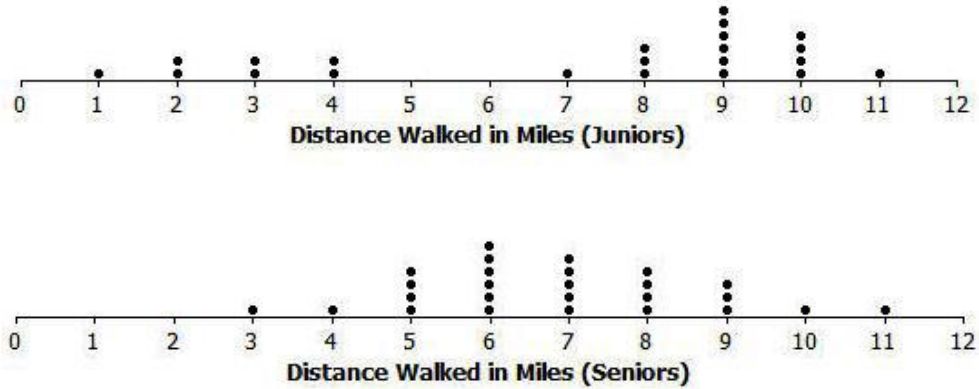 0 1 2 3 4 5 6 7 8 9 10 11 12
Distance Walked in Miles (Juniors)
0 1 2 3 4 5 6 7 8 9 10 11 12
Distance Walked in Miles (Seniors)